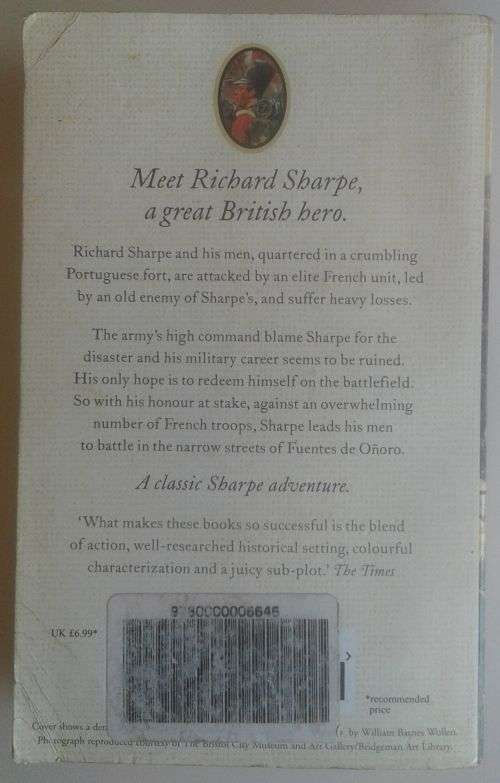 Meet Richard Sharpe,
a great British hero.
Richard Sharpe and his men, quartered in a crumbling
Portuguese fort, are attacked by an elite French unit, led
by an old enemy of Sharpe's, and suffer heavy losses.
The army's high command blame Sharpe for the
disaster and his military career seems to be ruined.
His only hope is to redeem himself on the battlefield.
So with his honour at stake, against an overwhelming
number of French troops, Sharpe leads his men
to battle in the narrow streets of Fuentes de Oñoro.
A classic Sharpe adventure.
'What makes these books so successful is the blend
of action, well-researched historical setting, colourful
characterization and a juicy sub-plot.' The Times
UK £6.99*
*recommended
price
Cover shows a by William Barnes Wollen.
Photograph reproduced courtesy of The Bristol City Museum and Art Gallery/Bridgeman Art Library.